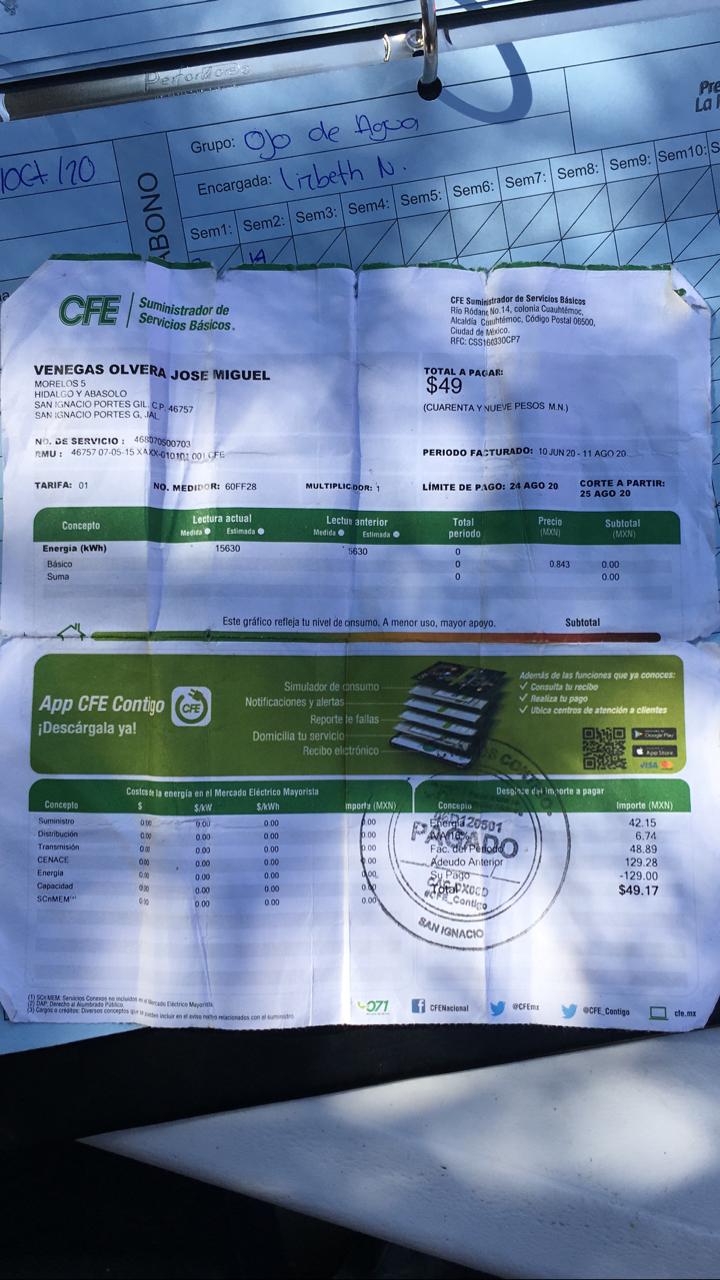 Performance
Pre
La
Oct/20
Grupo: Ojo de Agua
Encargada: Lizbeth N.
ABONO
Sem1: Sem2: Sem3: Sem4: Sem5: Sem6: Sem7: Sem8: Sem9: Sem10: S
CFE Suministrador de
Servicios Básicos®
CFE Suministrador de Servicios Básicos
Río Ródano No.14, colonia Cuauhtémoc,
Alcaldía Cuauhtémoc, Código Postal 06500,
Ciudad de México.
RFC: CSS160330CP7
VENEGAS OLVERA JOSE MIGUEL
MORELOS 5
HIDALGO Y ABASOLO
SAN IGNACIO PORTES GIL C.P. 46757
SAN IGNACIO PORTES G, JAL
TOTAL A PAGAR:
$49
(CUARENTA Y NUEVE PESOS M.N.)
NO. DE SERVICIO : 468070500703
RMU : 46757 07-05-15 XAXX-010101 001 CFE
PERIODO FACTURADO: 10 JUN 20 - 11 AGO 20
TARIFA: 01 NO. MEDIDOR: 60FF28 MULTIPLICADOR: 1
LÍMITE DE PAGO: 24 AGO 20 CORTE A PARTIR:
25 AGO 20
Concepto Lectura actual Lectura anterior Total Precio Subtotal
Medida Estimada Medida Estimada periodo (MXN) (MXN)
Energía (kWh) 15630 5630 0
Básico 0 0.843 0.00
Suma 0 0.00
Este gráfico refleja tu nivel de consumo. A menor uso, mayor apoyo. Subtotal
App CFE Contigo CFE
¡Descárgala ya!
Simulador de consumo
Notificaciones y alertas
Reporte de fallas
Domicilia tu servicio
Recibo electrónico
Además de las funciones que ya conoces:
✓ Consulta tu recibo
✓ Realiza tu pago
✓ Ubica centros de atención a clientes
Google Play
App Store
VISA
Costos de la energía en el Mercado Eléctrico Mayorista
Concepto $ $/kW $/kWh Importe (MXN)
Suministro 0.00 0.00 0.00 0.00
Distribución 0.00 0.00 0.00 0.00
Transmisión 0.00 0.00 0.00 0.00
CENACE 0.00 0.00 0.00 0.00
Energía 0.00 0.00 0.00 0.00
Capacidad 0.00 0.00 0.00 0.00
SCnMEM(1) 0.00 0.00 0.00 0.00
Desglose del importe a pagar
Concepto Importe (MXN)
Energía 42.15
IVA 6.74
Fac. del Periodo 48.89
Adeudo Anterior 129.28
Su Pago -129.00
Total $49.17
CONTIGO
PAGADO
@CFE_Contigo
SAN IGNACIO
(1) SCnMEM: Servicios Conexos no incluidos en el Mercado Eléctrico Mayorista.
(2) DAP: Derecho al Alumbrado Público.
(3) Cargos o créditos: Diversos conceptos que se pueden incluir en el aviso recibo relacionados con el suministro.
071 CFENacional @CFEmx @CFE_Contigo cfe.mx